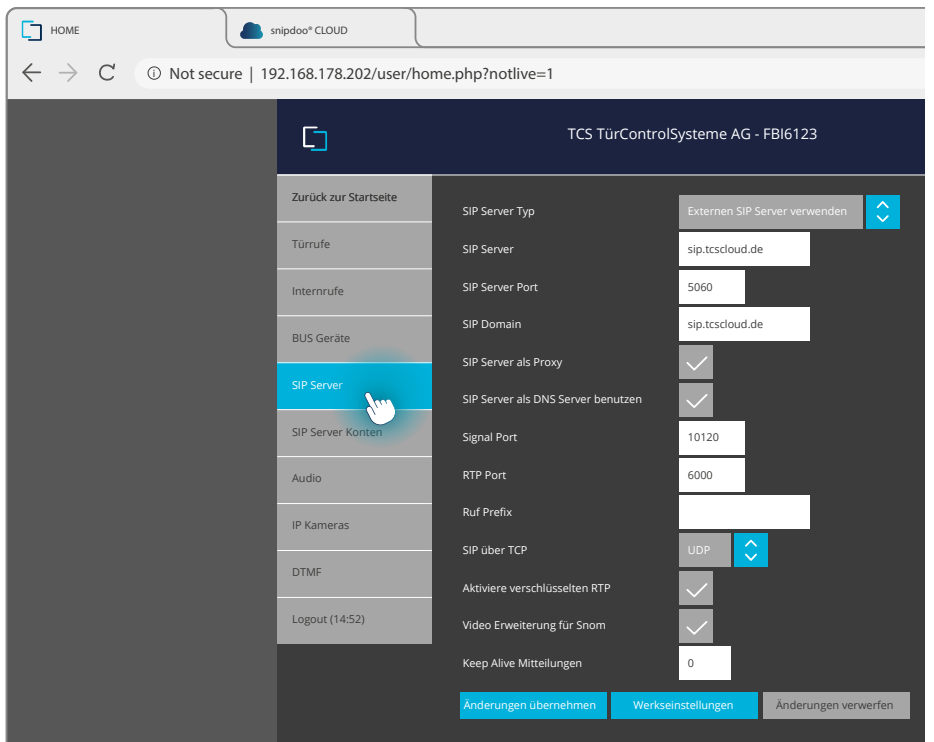 HOME
snipdoo® CLOUD
Not secure | 192.168.178.202/user/home.php?notlive=1
TCS TürControlSysteme AG - FBI6123
Zurück zur Startseite
Türrufe
Internrufe
BUS Geräte
SIP Server
SIP Server Konten
Audio
IP Kameras
DTMF
Logout (14:52)
SIP Server Typ Externen SIP Server verwenden
SIP Server sip.tcscloud.de
SIP Server Port 5060
SIP Domain sip.tcscloud.de
SIP Server als Proxy
SIP Server als DNS Server benutzen
Signal Port 10120
RTP Port 6000
Ruf Prefix
SIP über TCP UDP
Aktiviere verschlüsselten RTP
Video Erweiterung für Snom
Keep Alive Mitteilungen 0
Änderungen übernehmen Werkseinstellungen Änderungen verwerfen